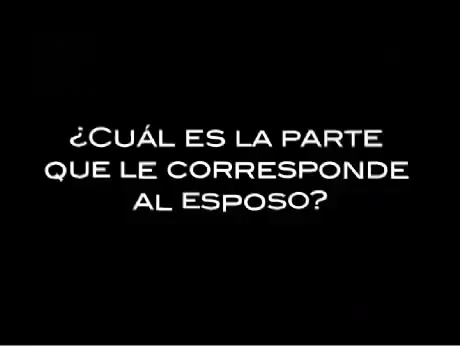 ¿CUÁL ES LA PARTE
QUE LE CORRESPONDE
AL ESPOSO?